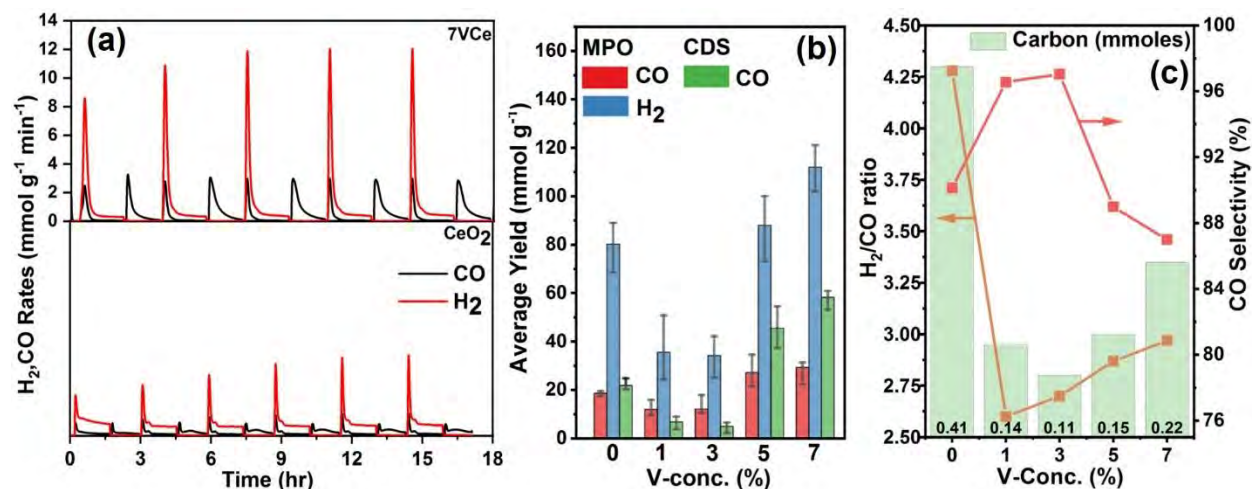 (a)
7VCe
14
12
10
8
6
4
2
0
H₂,CO Rates (mmol g⁻¹ min⁻¹)
CeO₂
CO
H₂
0 3 6 9 12 15 18
Time (hr)
(b)
160
140
120
100
80
60
40
20
0
Average Yield (mmol g⁻¹)
MPO CDS
CO CO
H₂
0 1 3 5 7
V-conc. (%)
(c)
Carbon (mmoles)
4.50
4.25
4.00
3.75
3.50
3.25
3.00
2.75
2.50
H₂/CO ratio
100
96
92
88
84
80
76
CO Selectivity (%)
0.41 0.14 0.11 0.15 0.22
0 1 3 5 7
V-Conc. (%)